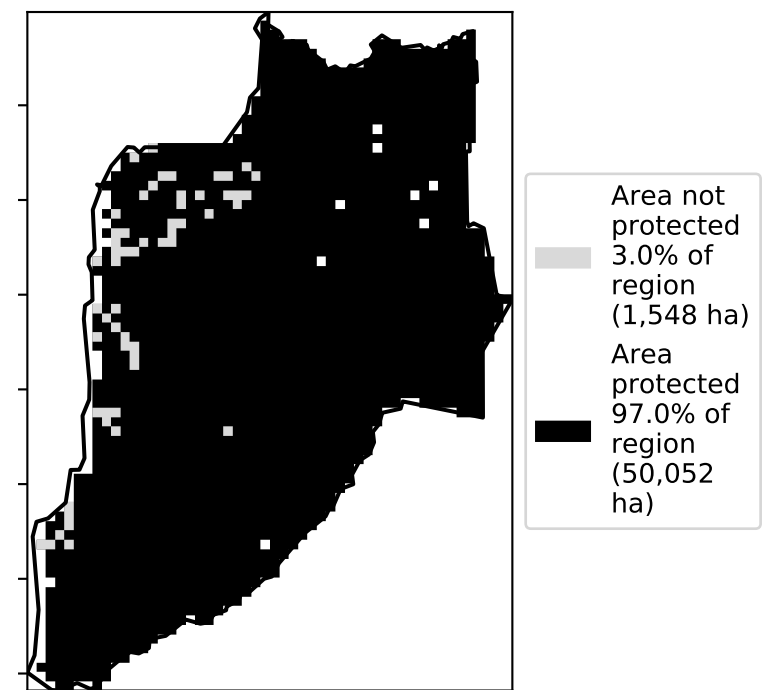 Area not
protected
3.0% of
region
(1,548 ha)
Area
protected
97.0% of
region
(50,052
ha)